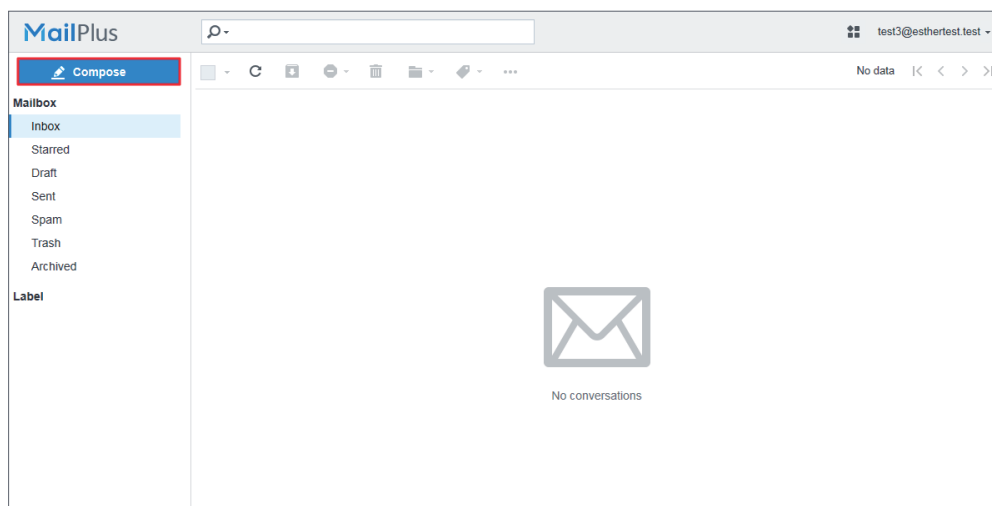 MailPlus
test3@esthertest.test
Compose
No data
Mailbox
Inbox
Starred
Draft
Sent
Spam
Trash
Archived
Label
No conversations